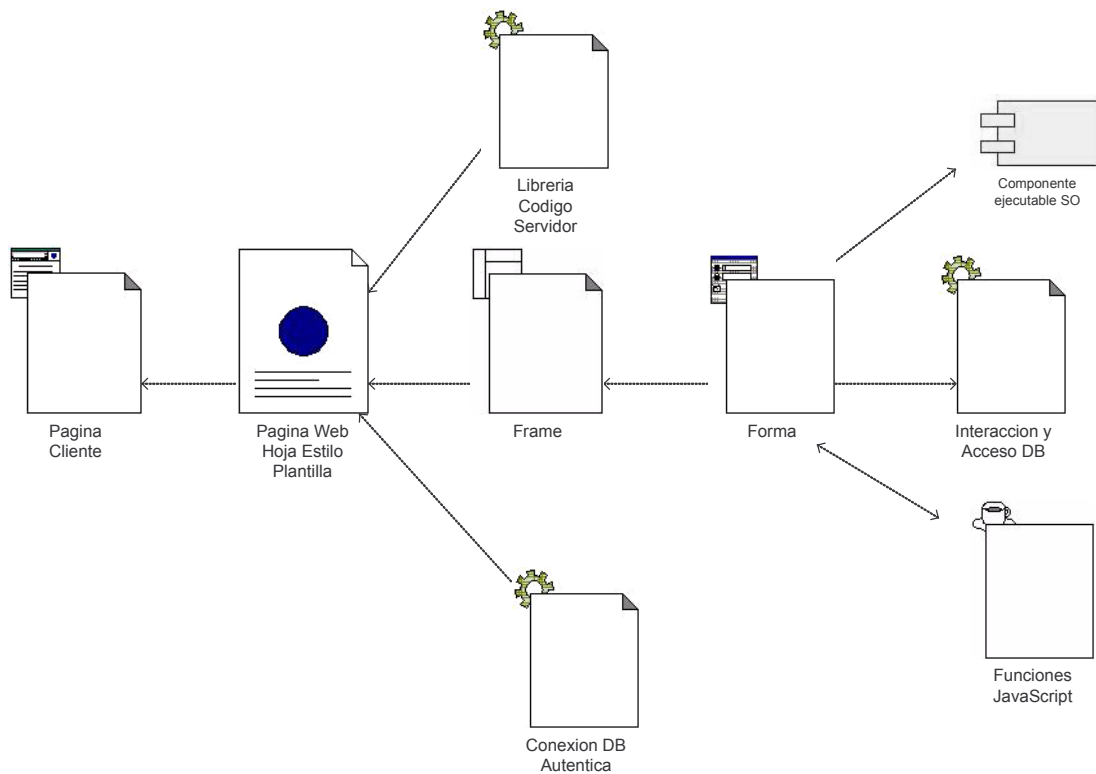 Libreria
Codigo
Servidor
Componente
ejecutable SO
Pagina
Cliente
Pagina Web
Hoja Estilo
Plantilla
Frame
Forma
Interaccion y
Acceso DB
Funciones
JavaScript
Conexion DB
Autentica